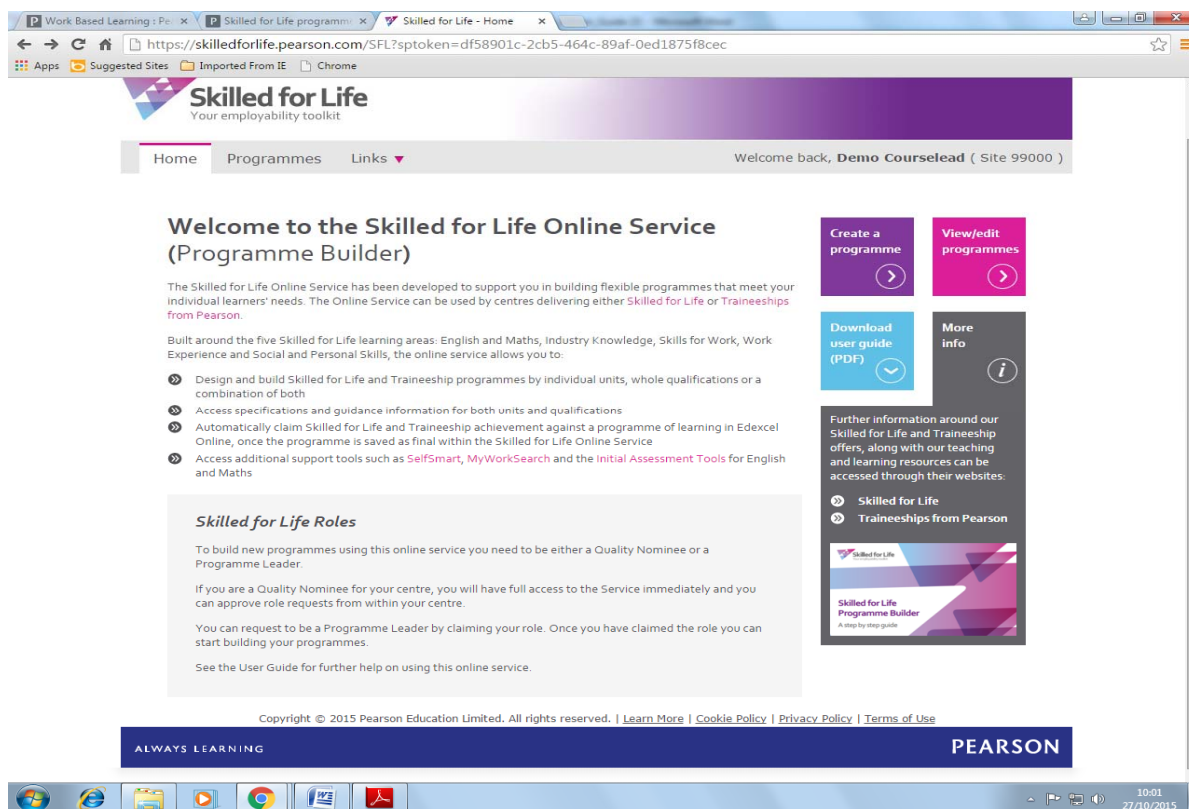 Work Based Learning : Pe
Skilled for Life programm
Skilled for Life - Home
https://skilledforlife.pearson.com/SFL?sptoken=df58901c-2cb5-464c-89af-0ed1875f8cec
Apps Suggested Sites Imported From IE Chrome
Skilled for Life
Your employability toolkit
Home Programmes Links
Welcome back, Demo Courselead ( Site 99000 )
Welcome to the Skilled for Life Online Service
(Programme Builder)
The Skilled for Life Online Service has been developed to support you in building flexible programmes that meet your
individual learners' needs. The Online Service can be used by centres delivering either Skilled for Life or Traineeships
from Pearson.
Built around the five Skilled for Life learning areas: English and Maths, Industry Knowledge, Skills for Work, Work
Experience and Social and Personal Skills, the online service allows you to:
Design and build Skilled for Life and Traineeship programmes by individual units, whole qualifications or a
combination of both
Access specifications and guidance information for both units and qualifications
Automatically claim Skilled for Life and Traineeship achievement against a programme of learning in Edexcel
Online, once the programme is saved as final within the Skilled for Life Online Service
Access additional support tools such as SelfSmart, MyWorkSearch and the Initial Assessment Tools for English
and Maths
Skilled for Life Roles
To build new programmes using this online service you need to be either a Quality Nominee or a
Programme Leader.
If you are a Quality Nominee for your centre, you will have full access to the Service immediately and you
can approve role requests from within your centre.
You can request to be a Programme Leader by claiming your role. Once you have claimed the role you can
start building your programmes.
See the User Guide for further help on using this online service.
Create a
programme
View/edit
programmes
Download
user guide
(PDF)
More
info
Further information around our
Skilled for Life and Traineeship
offers, along with our teaching
and learning resources can be
accessed through their websites:
Skilled for Life
Traineeships from Pearson
Skilled for Life
Skilled for Life
Programme Builder
A step by step guide
Copyright © 2015 Pearson Education Limited. All rights reserved. | Learn More | Cookie Policy | Privacy Policy | Terms of Use
ALWAYS LEARNING
PEARSON
10:01
27/10/2015